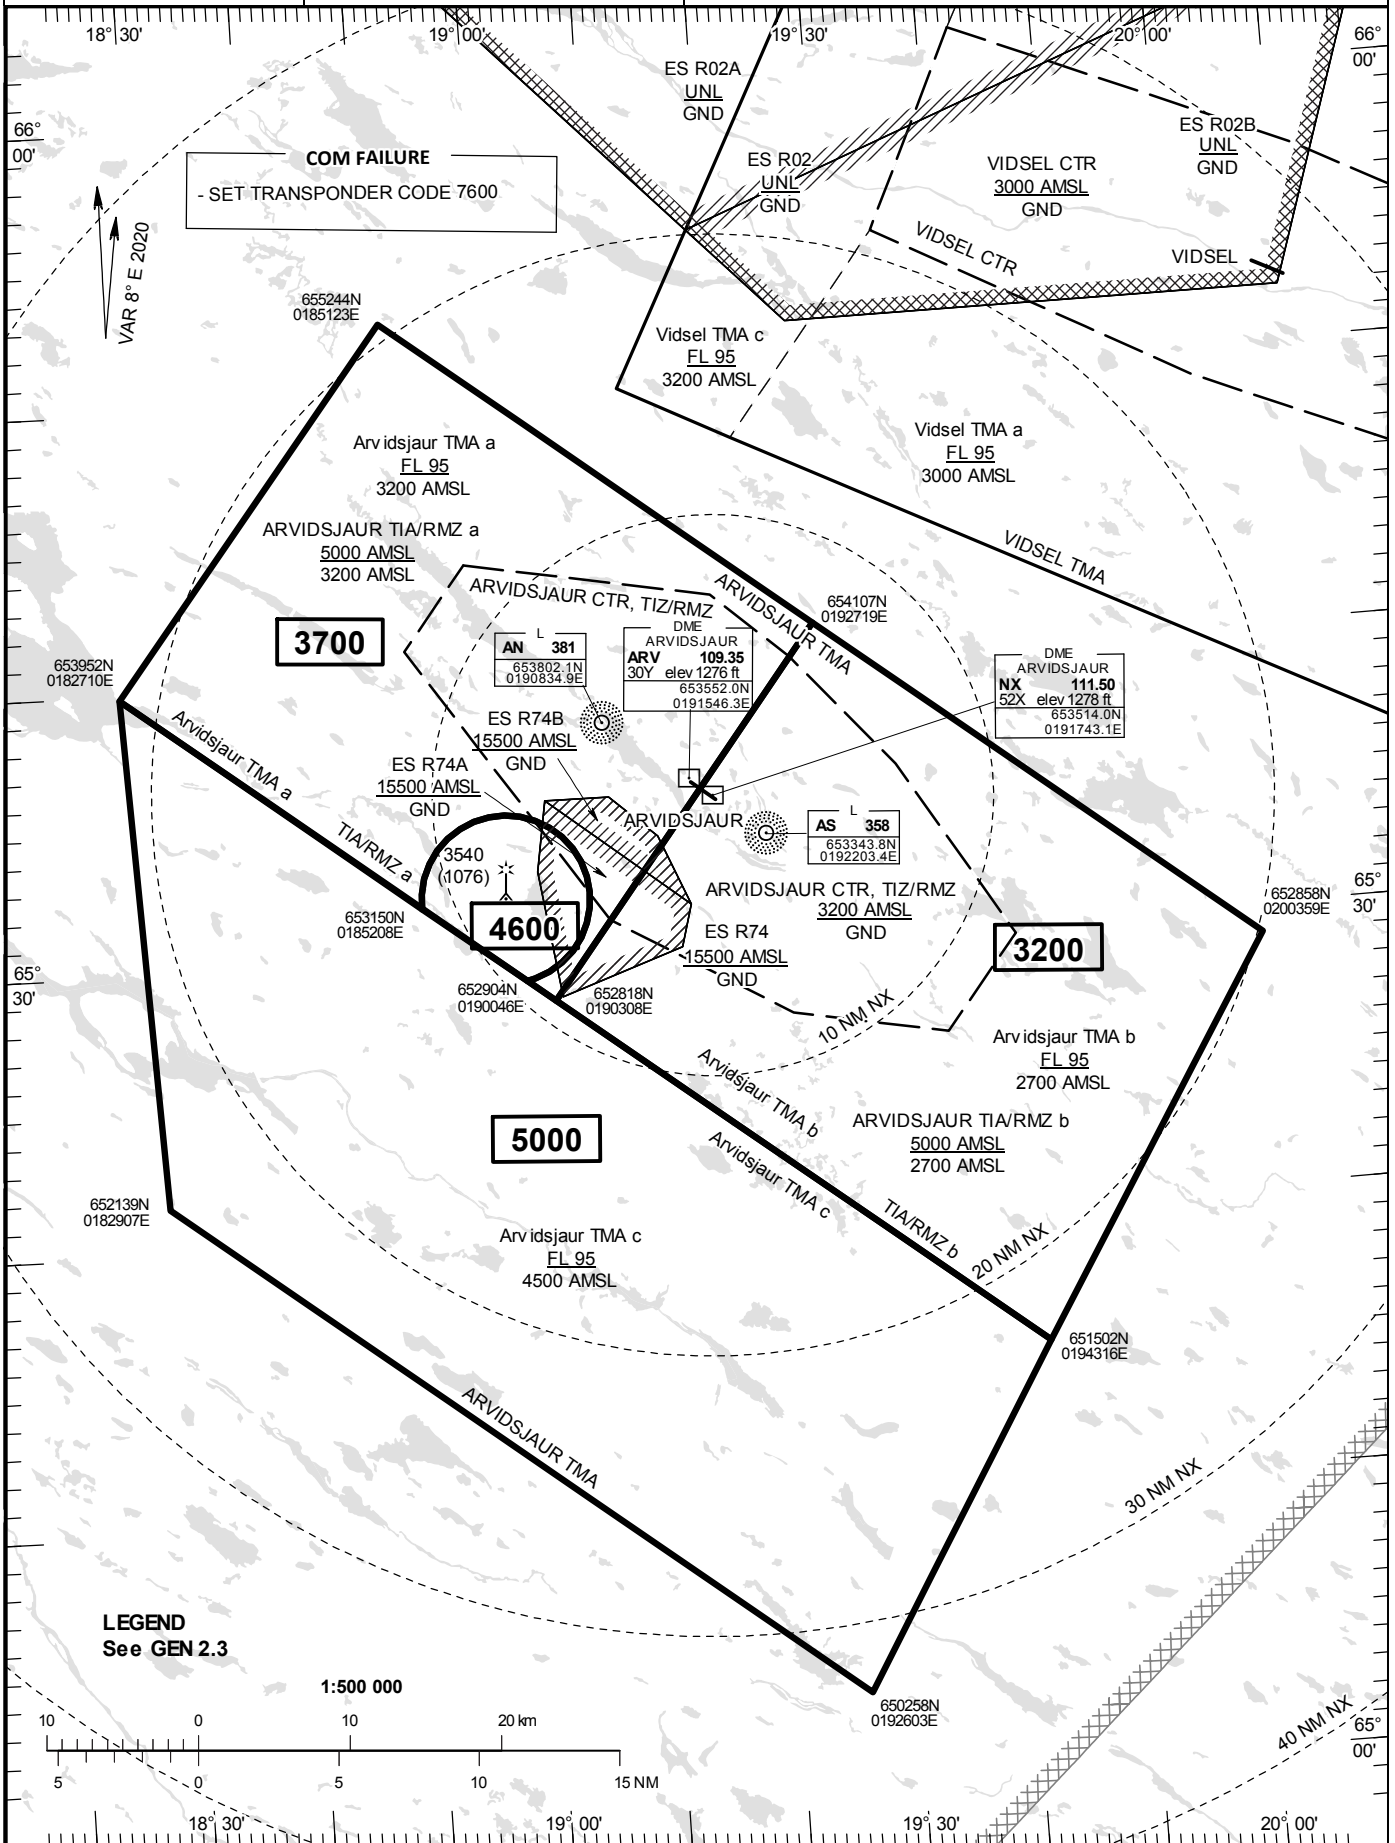 18° 30'
19° 00'
19° 30'
20° 00'
66°
00'
66°
00'
COM FAILURE
- SET TRANSPONDER CODE 7600
VAR 8° E 2020
ES R02A
UNL
GND
ES R02
UNL
GND
VIDSEL CTR
3000 AMSL
GND
ES R02B
UNL
GND
VIDSEL CTR
VIDSEL
655244N
0185123E
Vidsel TMA c
FL 95
3200 AMSL
Vidsel TMA a
FL 95
3000 AMSL
VIDSEL TMA
Arvidsjaur TMA a
FL 95
3200 AMSL
ARVIDSJAUR TIA/RMZ a
5000 AMSL
3200 AMSL
ARVIDSJAUR CTR, TIZ/RMZ
ARVIDSJAUR TMA
654107N
0192719E
3700
L
AN 381
653802.1N
0190834.9E
DME
ARVIDSJAUR
ARV 109.35
30Y elev 1276 ft
653552.0N
0191546.3E
DME
ARVIDSJAUR
NX 111.50
52X elev 1278 ft
653514.0N
0191743.1E
653952N
0182710E
Arvidsjaur TMA a
TIA/RMZ a
ES R74B
15500 AMSL
GND
ES R74A
15500 AMSL
GND
ARVIDSJAUR
L
AS 358
653343.8N
0192203.4E
3540
(1076)
4600
ARVIDSJAUR CTR, TIZ/RMZ
3200 AMSL
GND
ES R74
15500 AMSL
GND
3200
652858N
0200359E
65°
30'
65°
30'
653150N
0185208E
652904N
0190046E
652818N
0190308E
10 NM NX
Arvidsjaur TMA b
FL 95
2700 AMSL
ARVIDSJAUR TIA/RMZ b
5000 AMSL
2700 AMSL
Arvidsjaur TMA b
Arvidsjaur TMA c
TIA/RMZ b
20 NM NX
5000
652139N
0182907E
Arvidsjaur TMA c
FL 95
4500 AMSL
651502N
0194316E
ARVIDSJAUR TMA
30 NM NX
LEGEND
See GEN 2.3
1:500 000
10 0 10 20 km
5 0 5 10 15 NM
650258N
0192603E
40 NM NX
65°
00'
18° 30'
19° 00'
19° 30'
20° 00'